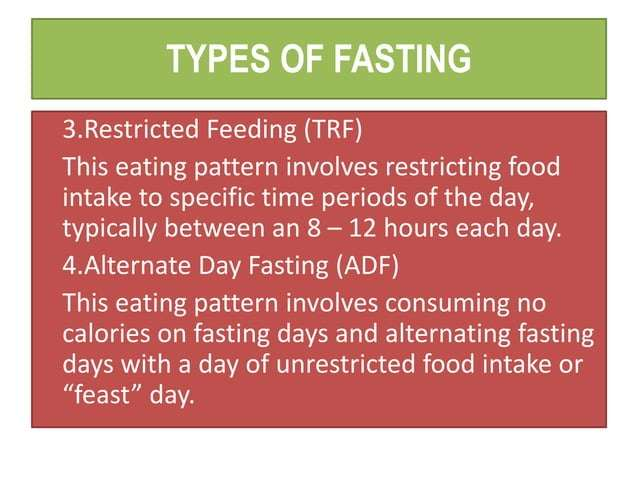 TYPES OF FASTING
3.Restricted Feeding (TRF)
This eating pattern involves restricting food
intake to specific time periods of the day,
typically between an 8 – 12 hours each day.
4.Alternate Day Fasting (ADF)
This eating pattern involves consuming no
calories on fasting days and alternating fasting
days with a day of unrestricted food intake or
“feast” day.